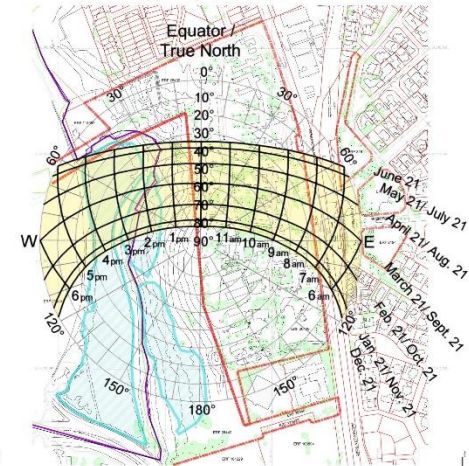 Equator /
True North
0°
30°
10°
30°
20°
30°
60°
40°
60°
50°
60°
70°
80°
W
90°
E
June 21
May 21/ July 21
April 21/ Aug. 21
March 21/ Sept. 21
Feb. 21/ Oct. 21
Jan. 21/ Nov. 21
Dec. 21
6pm
5pm
4pm
3pm
2pm
1pm
11am
10am
9am
8am
7am
6am
120°
120°
150°
150°
180°